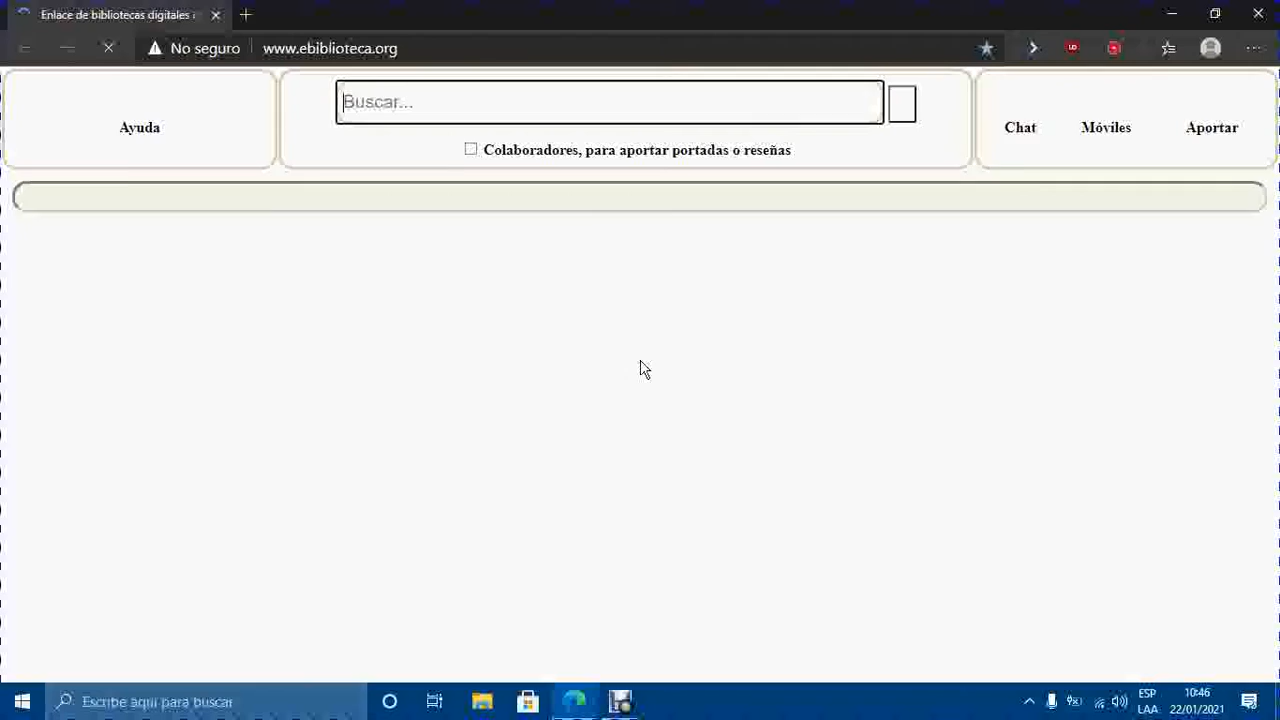 Enlace de bibliotecas digitales
No seguro www.ebiblioteca.org
Buscar...
Ayuda
Chat Móviles Aportar
Colaboradores, para aportar portadas o reseñas
Escribe aquí para buscar
ESP 10:46
LAA 22/01/2021